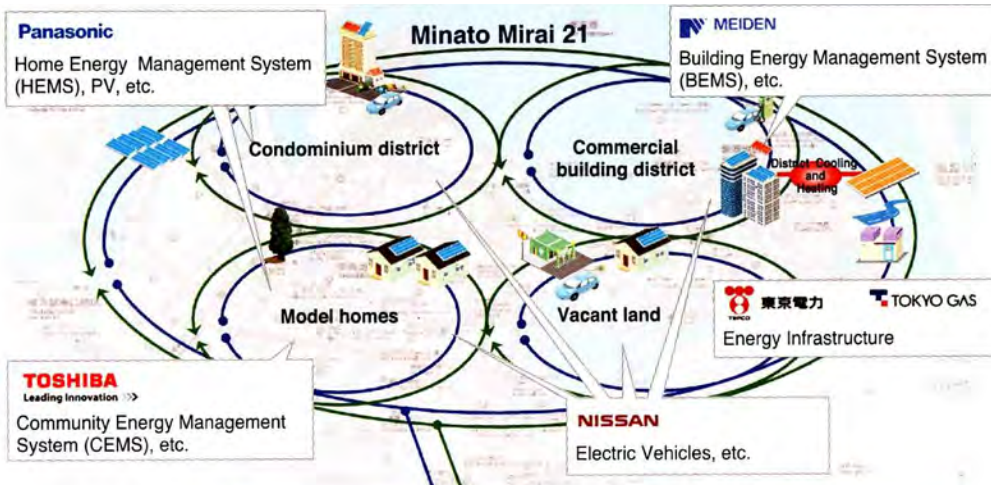 Minato Mirai 21
Panasonic
Home Energy Management System
(HEMS), PV, etc.
MEIDEN
Building Energy Management System
(BEMS), etc.
Condominium district
Commercial
building district
District Cooling
and
Heating
Model homes
Vacant land
TEPCO
東京電力
TOKYO GAS
Energy Infrastructure
TOSHIBA
Leading Innovation >>>
Community Energy Management
System (CEMS), etc.
NISSAN
Electric Vehicles, etc.